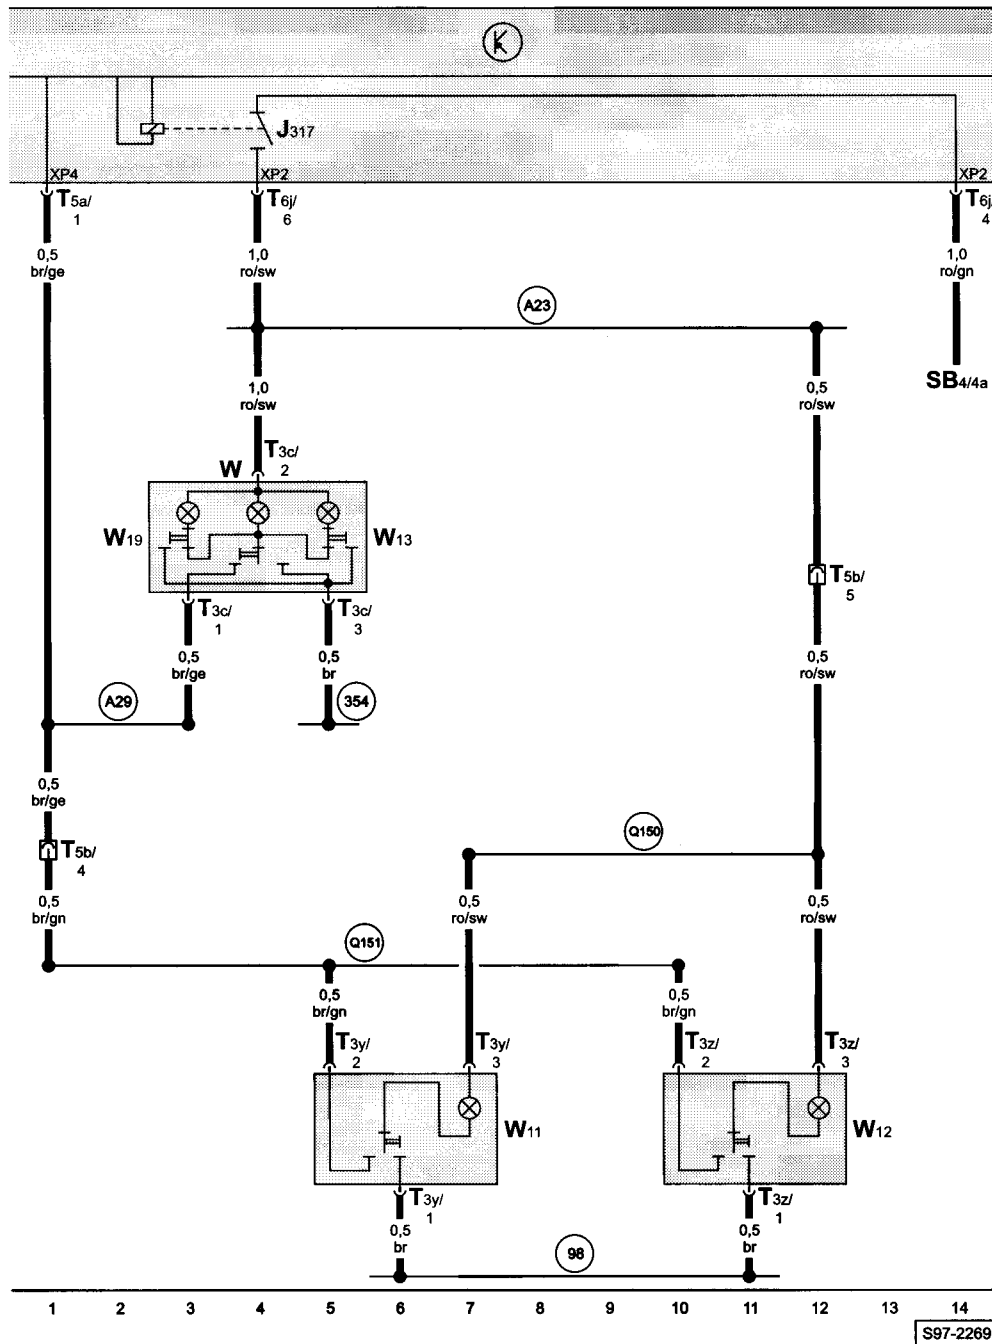 K
J317
XP4
XP2
XP2
T5a/
1
T6j/
6
T6j
4
0,5
br/ge
1,0
ro/sw
1,0
ro/gn
A23
SB4/4a
1,0
ro/sw
0,5
ro/sw
W
T3c/
2
W19
W13
T5b/
5
T3c/
1
T3c/
3
0,5
br/ge
0,5
br
0,5
ro/sw
A29
354
0,5
br/ge
Q150
T5b/
4
0,5
br/gn
0,5
ro/sw
0,5
ro/sw
Q151
0,5
br/gn
0,5
br/gn
T3y/
2
T3y/
3
T3z/
2
T3z/
3
W11
W12
T3y/
1
T3z/
1
0,5
br
0,5
br
98
1 2 3 4 5 6 7 8 9 10 11 12 13 14
S97-2269